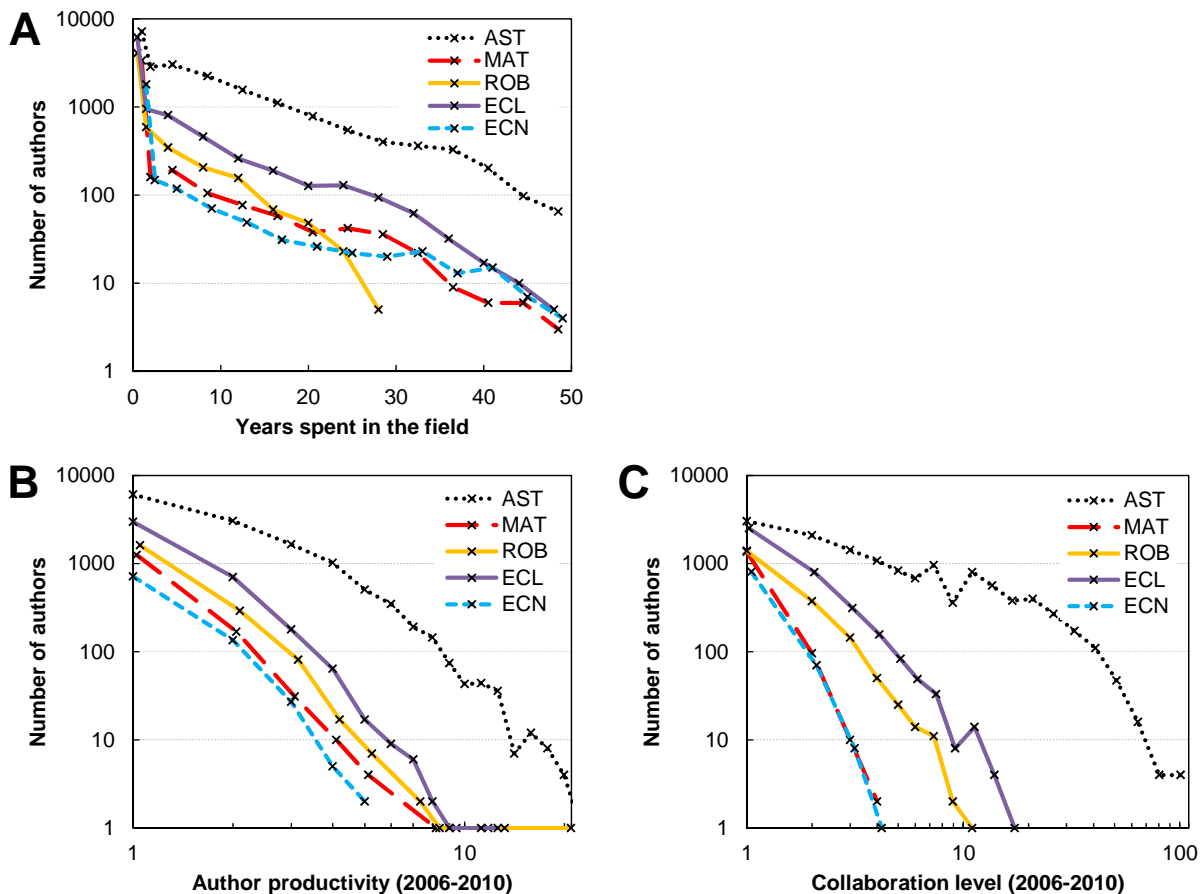 A
10000
1000
100
10
1
Number of authors
AST
MAT
ROB
ECL
ECN
0 10 20 30 40 50
Years spent in the field
B
10000
1000
100
10
1
Number of authors
AST
MAT
ROB
ECL
ECN
1 10
Author productivity (2006-2010)
C
10000
1000
100
10
1
Number of authors
AST
MAT
ROB
ECL
ECN
1 10 100
Collaboration level (2006-2010)